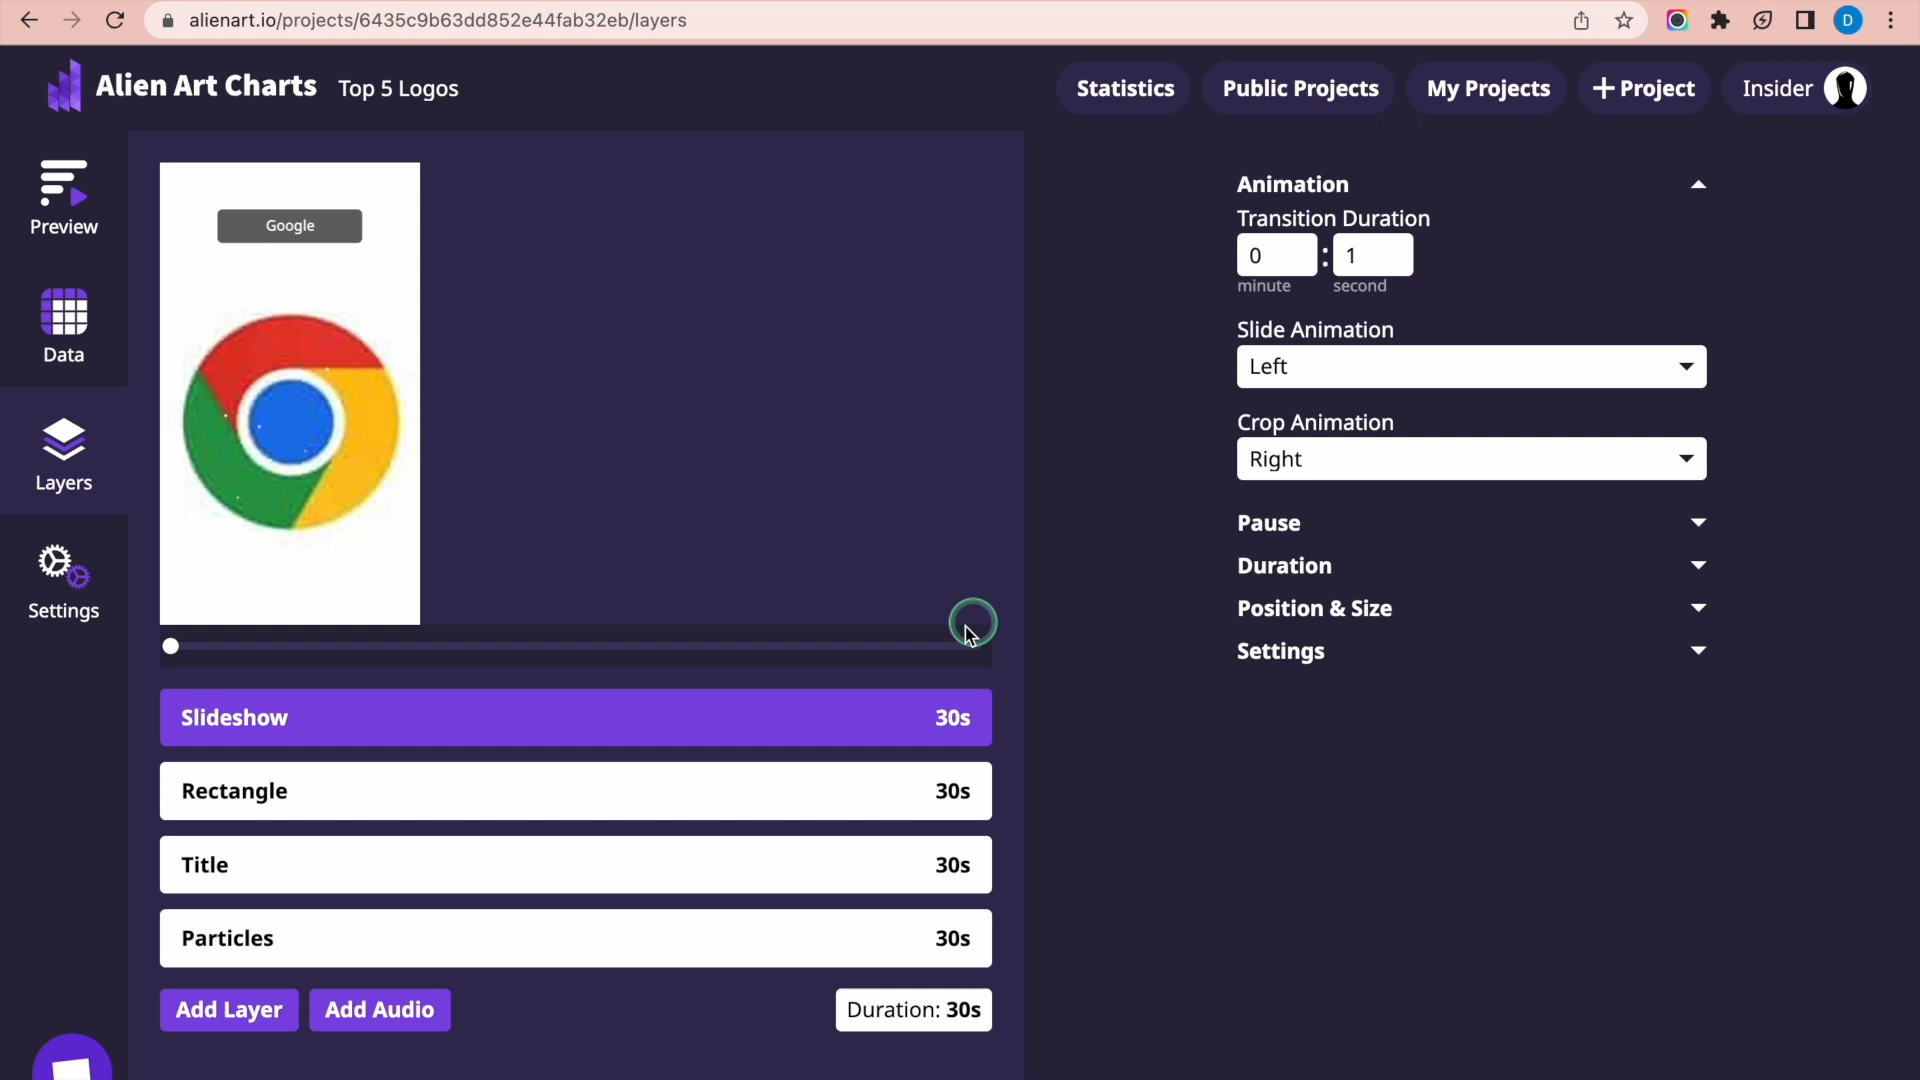 alienart.io/projects/6435c9b63dd852e44fab32eb/layers
D
Alien Art Charts
Top 5 Logos
Statistics
Public Projects
My Projects
+ Project
Insider
Preview
Data
Layers
Settings
Google
Slideshow 30s
Rectangle 30s
Title 30s
Particles 30s
Add Layer
Add Audio
Duration: 30s
Animation
Transition Duration
0 : 1
minute second
Slide Animation
Left
Crop Animation
Right
Pause
Duration
Position & Size
Settings